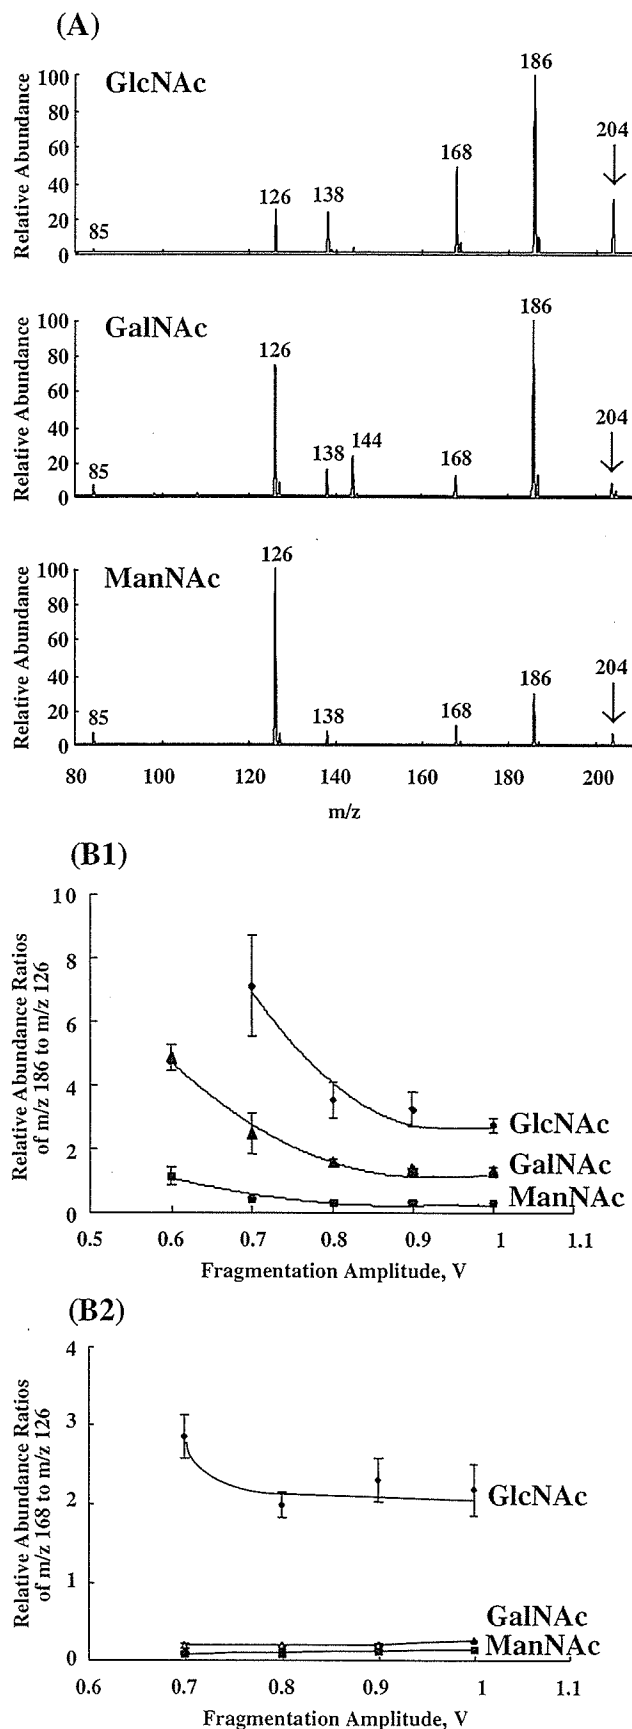 (A)
Relative Abundance
100
80
60
40
20
0
GlcNAc
85
126
138
168
186
204
Relative Abundance
100
80
60
40
20
0
GalNAc
85
126
138
144
168
186
204
Relative Abundance
100
80
60
40
20
0
ManNAc
85
126
138
168
186
204
80 100 120 140 160 180 200
m/z
(B1)
Relative Abundance Ratios
of m/z 186 to m/z 126
10
8
6
4
2
0
GlcNAc
GalNAc
ManNAc
0.5 0.6 0.7 0.8 0.9 1 1.1
Fragmentation Amplitude, V
(B2)
Relative Abundance Ratios
of m/z 168 to m/z 126
4
3
2
1
0
GlcNAc
GalNAc
ManNAc
0.6 0.7 0.8 0.9 1 1.1
Fragmentation Amplitude, V